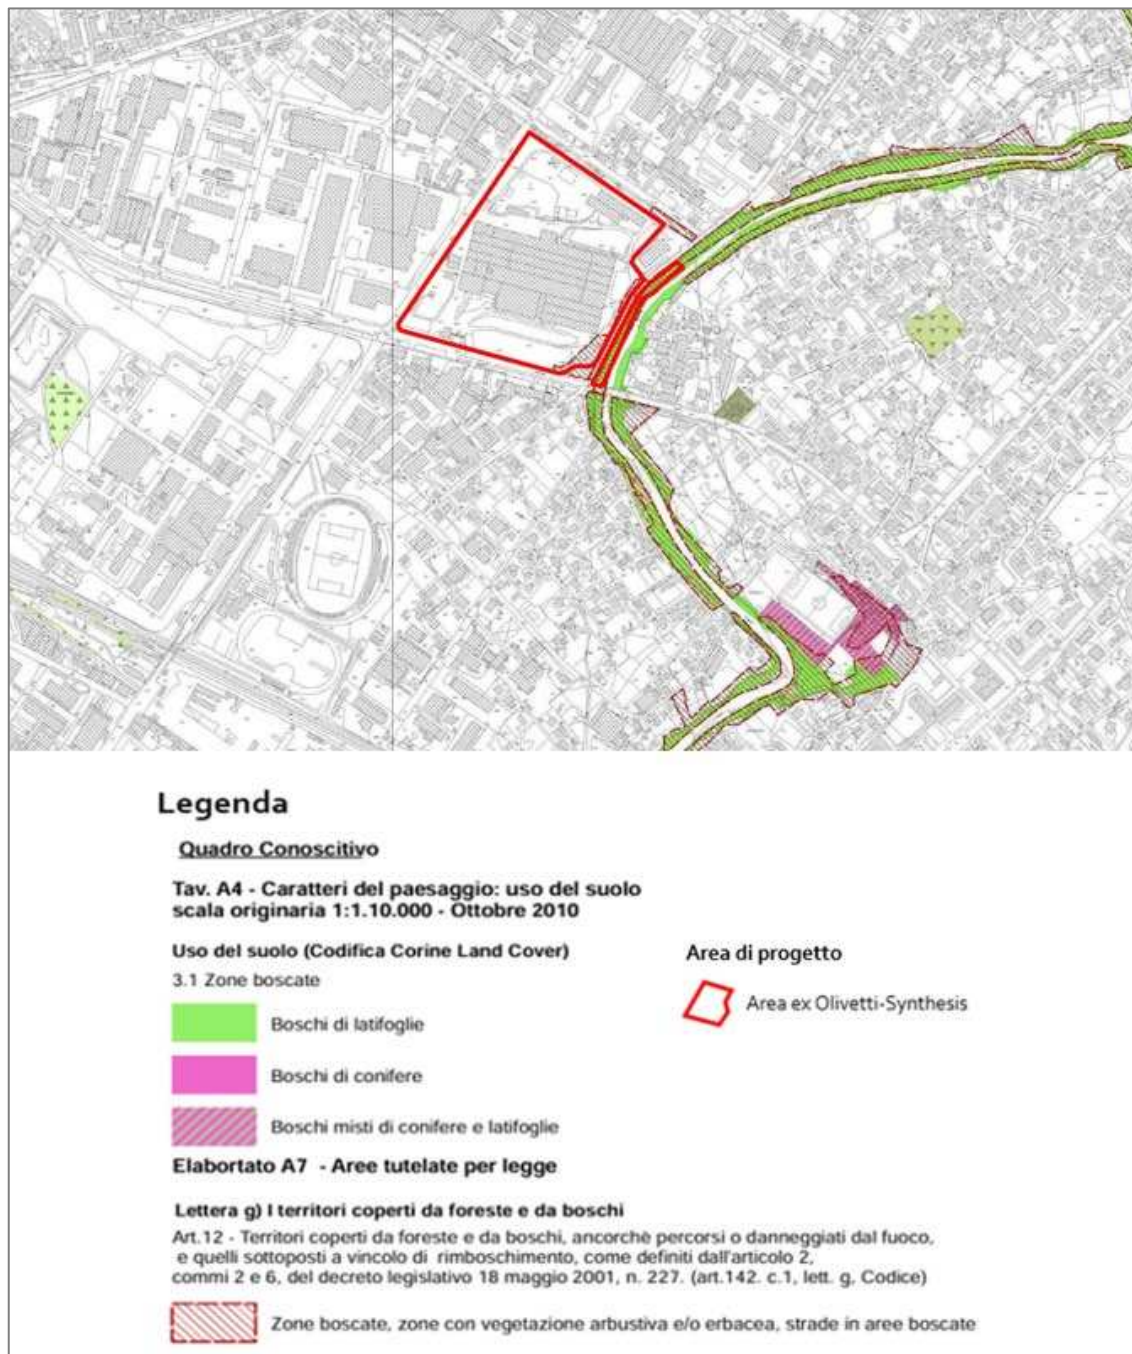 Legenda
Quadro Conoscitivo
Tav. A4 - Caratteri del paesaggio: uso del suolo
scala originaria 1:1.10.000 - Ottobre 2010
Uso del suolo (Codifica Corine Land Cover)
3.1 Zone boscate
Boschi di latifoglie
Boschi di conifere
Boschi misti di conifere e latifoglie
Area di progetto
Area ex Olivetti-Synthesis
Elabortato A7 - Aree tutelate per legge
Lettera g) I territori coperti da foreste e da boschi
Art.12 - Territori coperti da foreste e da boschi, ancorchè percorsi o danneggiati dal fuoco,
e quelli sottoposti a vincolo di rimboschimento, come definiti dall'articolo 2,
commi 2 e 6, del decreto legislativo 18 maggio 2001, n. 227. (art.142. c.1, lett. g, Codice)
Zone boscate, zone con vegetazione arbustiva e/o erbacea, strade in aree boscate